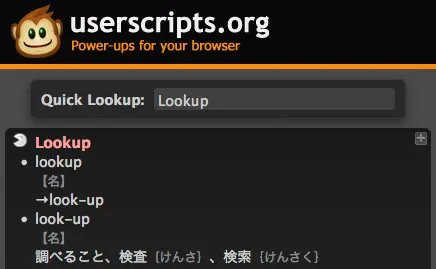 userscripts.org
Power-ups for your browser
Quick Lookup: Lookup
Lookup
lookup
【名】
→look-up
look-up
【名】
調べること、検査｛けんさ｝、検索｛けんさく｝